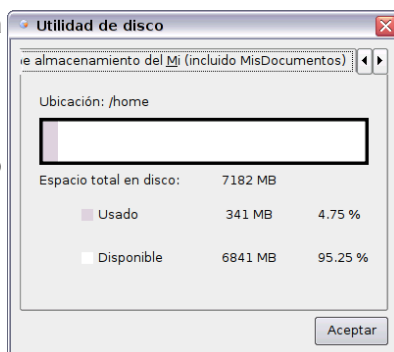 Utilidad de disco
e almacenamiento del Mi (incluido MisDocumentos)
Ubicación: /home
Espacio total en disco: 7182 MB
Usado 341 MB 4.75 %
Disponible 6841 MB 95.25 %
Aceptar